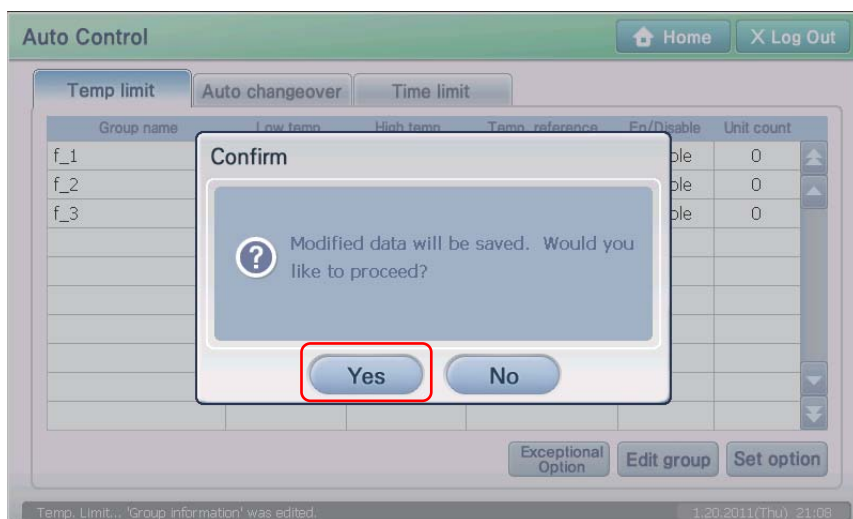 Auto Control
Home
X Log Out
Temp limit
Auto changeover
Time limit
Group name Low temp High temp Temp. reference En/Disable Unit count
f_1 ble 0
f_2 ble 0
f_3 ble 0
Confirm
Modified data will be saved. Would you
like to proceed?
Yes No
Exceptional
Option
Edit group
Set option
Temp. Limit... 'Group information' was edited. 1.20.2011(Thu) 21:08